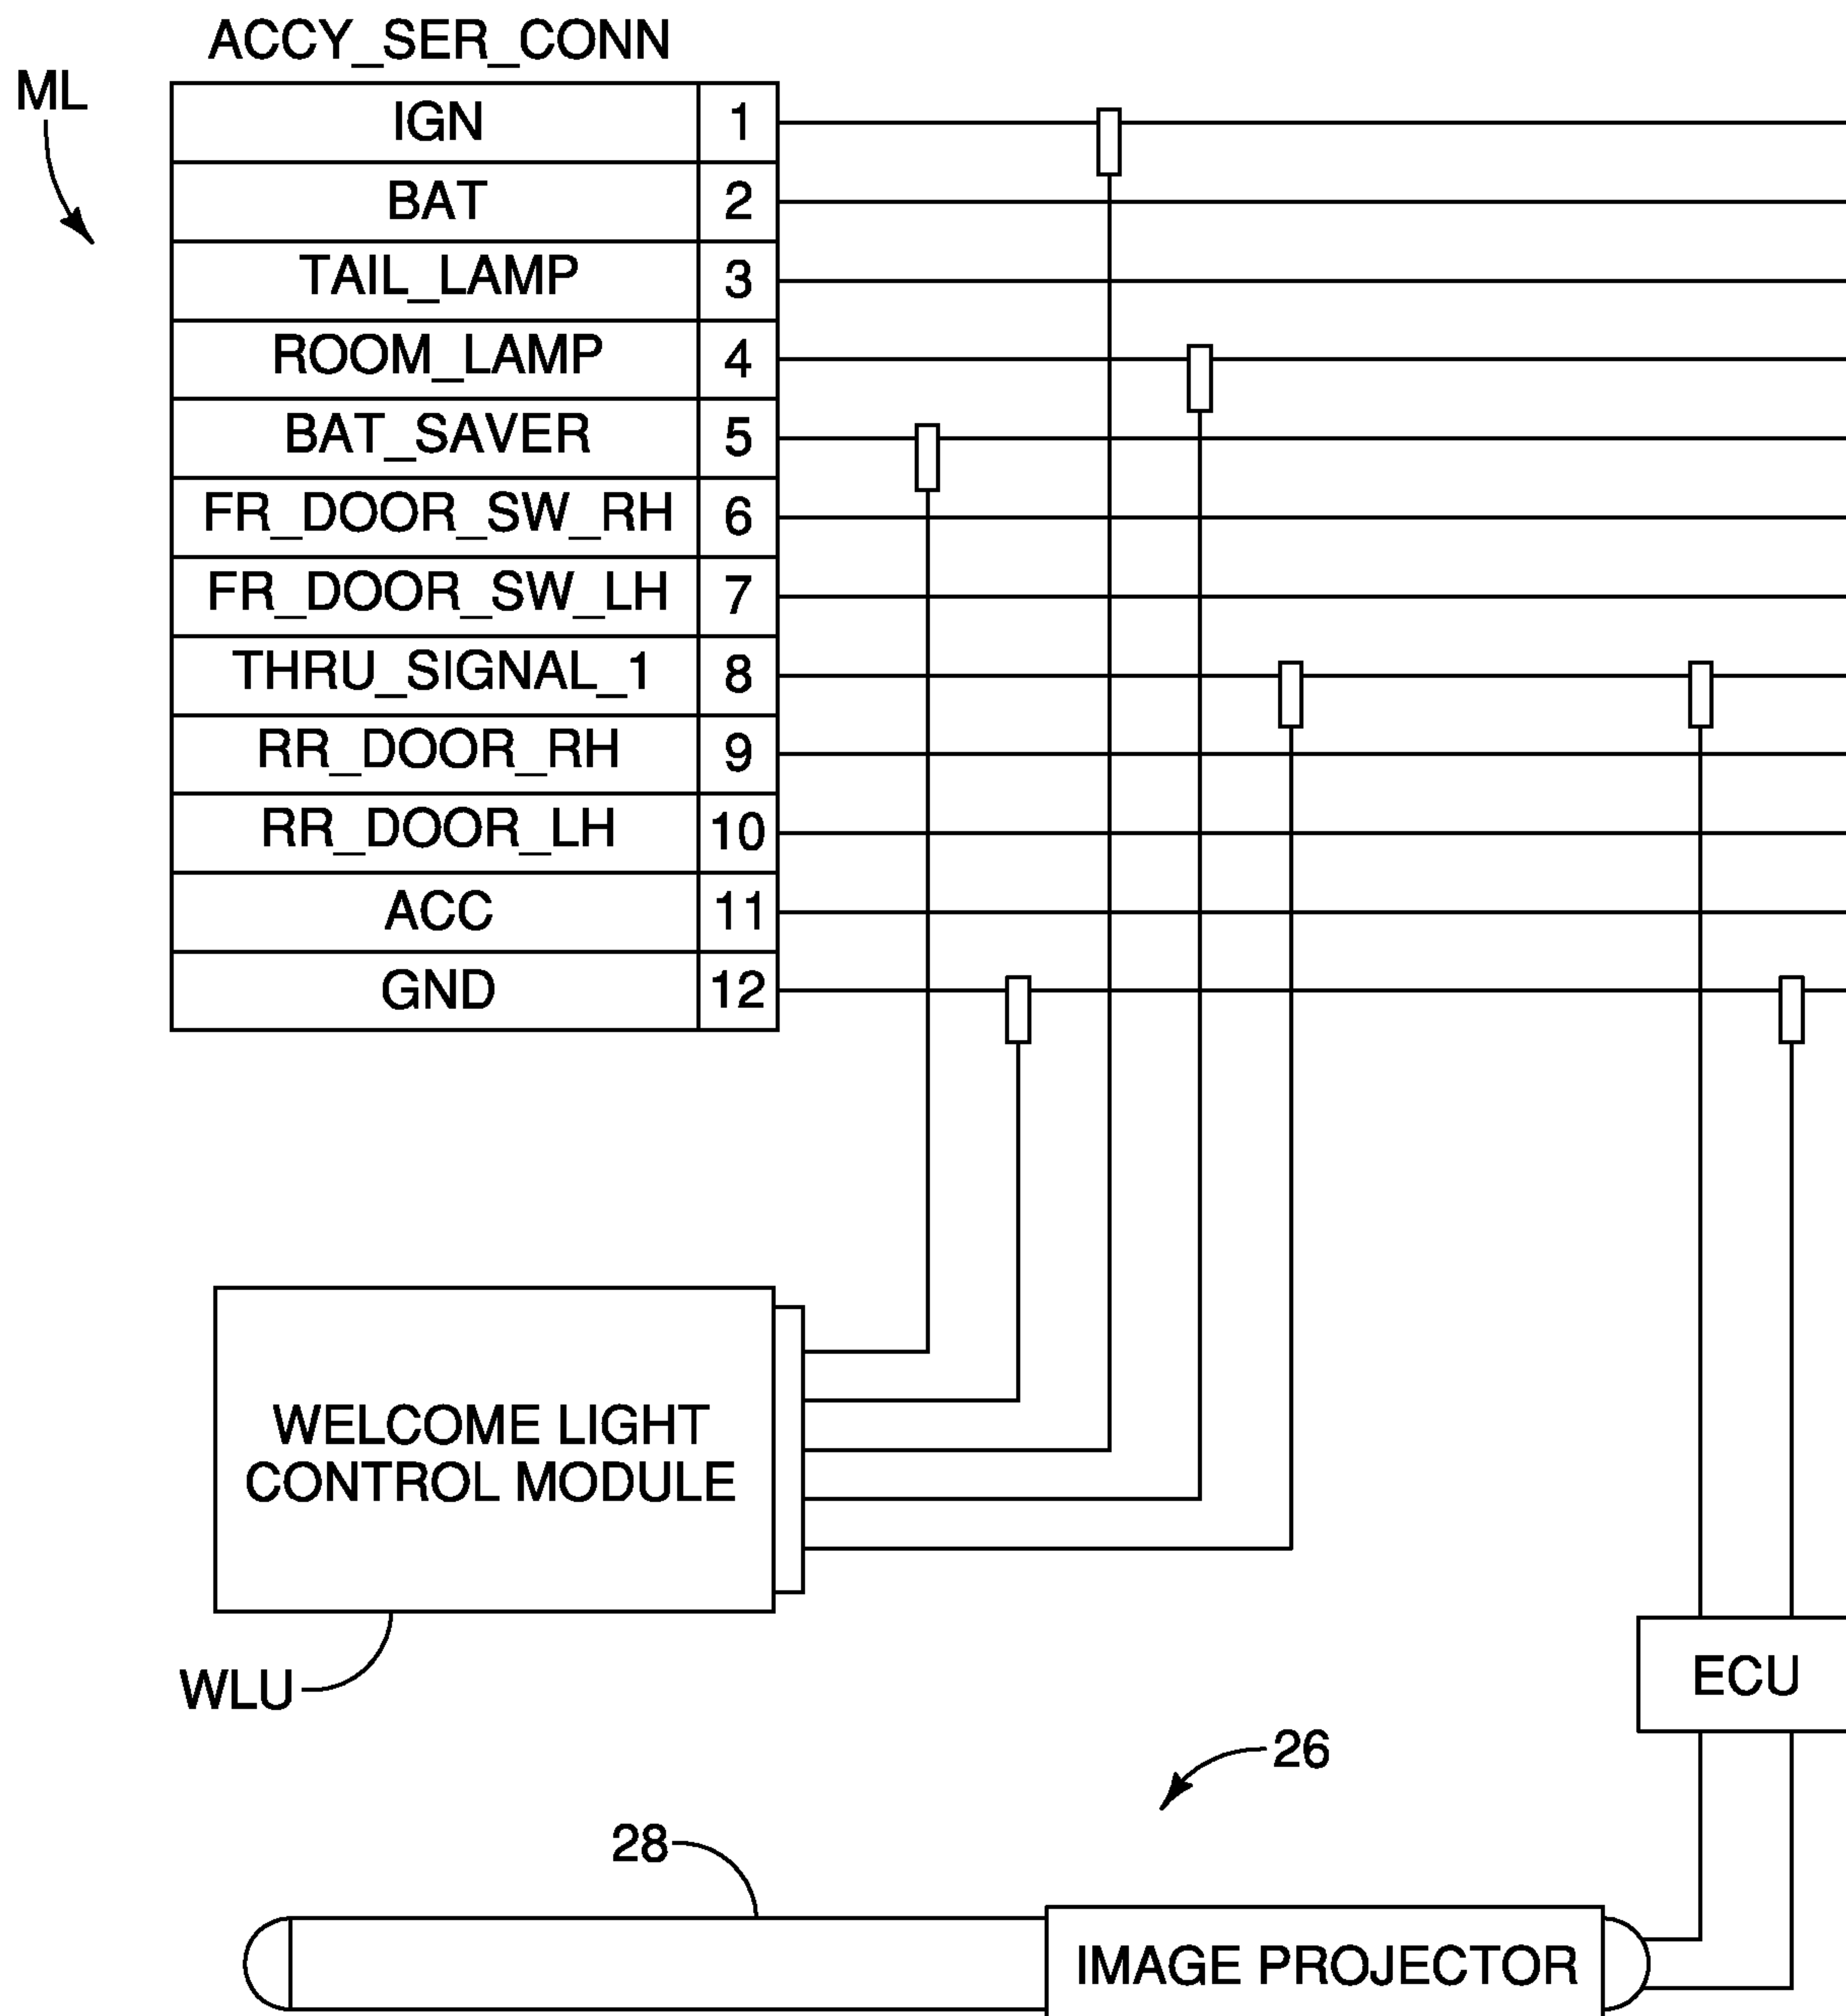 ACCY_SER_CONN
ML
IGN 1
BAT 2
TAIL_LAMP 3
ROOM_LAMP 4
BAT_SAVER 5
FR_DOOR_SW_RH 6
FR_DOOR_SW_LH 7
THRU_SIGNAL_1 8
RR_DOOR_RH 9
RR_DOOR_LH 10
ACC 11
GND 12
WELCOME LIGHT
CONTROL MODULE
WLU
ECU
26
28
IMAGE PROJECTOR